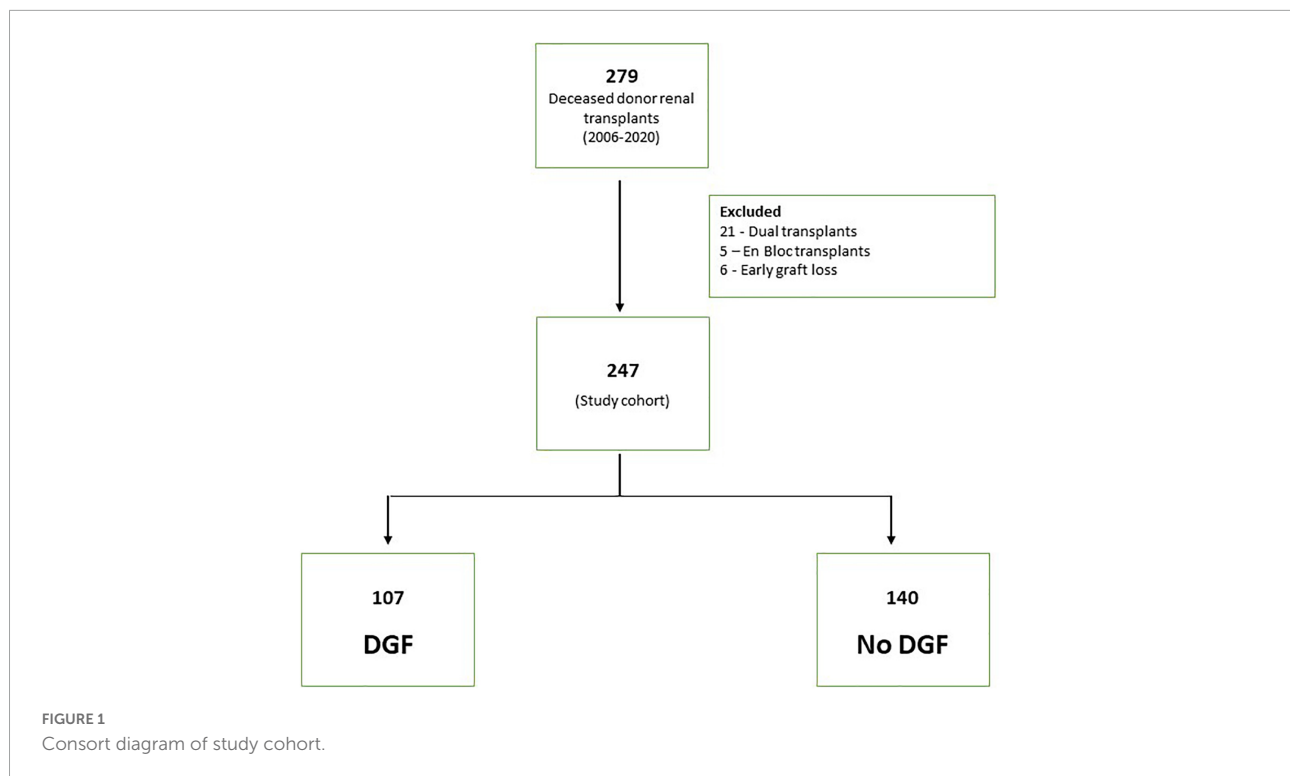 279
Deceased donor renal
transplants
(2006-2020)
Excluded
21 - Dual transplants
5 – En Bloc transplants
6 - Early graft loss
247
(Study cohort)
107
DGF
140
No DGF
FIGURE 1
Consort diagram of study cohort.